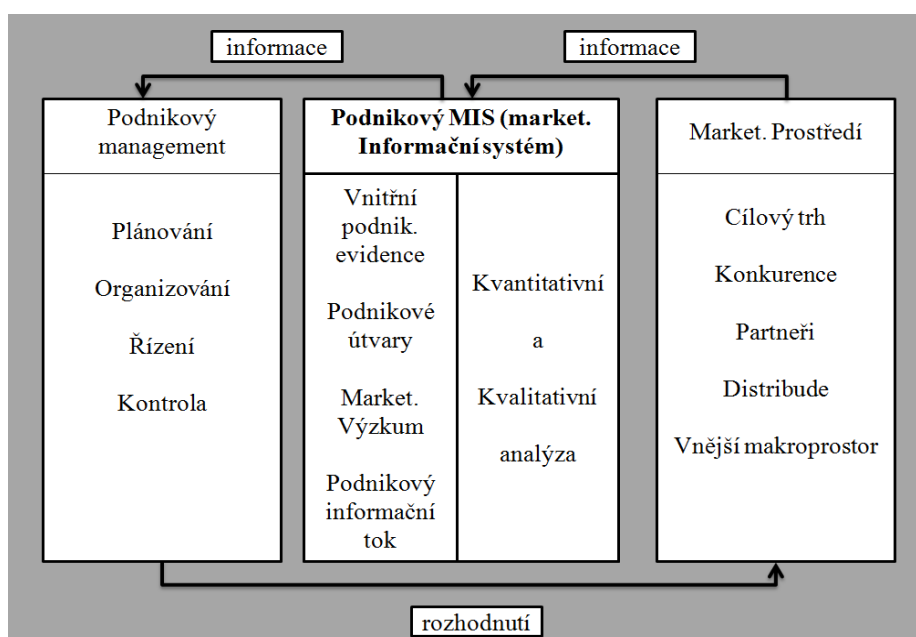 informace
informace
Podnikový
management
Plánování
Organizování
Řízení
Kontrola
Podnikový MIS (market.
Informační systém)
Vnitřní
podnik.
evidence
Podnikové
útvary
Market.
Výzkum
Podnikový
informační
tok
Kvantitativní
a
Kvalitativní
analýza
Market. Prostředí
Cílový trh
Konkurence
Partneři
Distribude
Vnější makroprostor
rozhodnutí